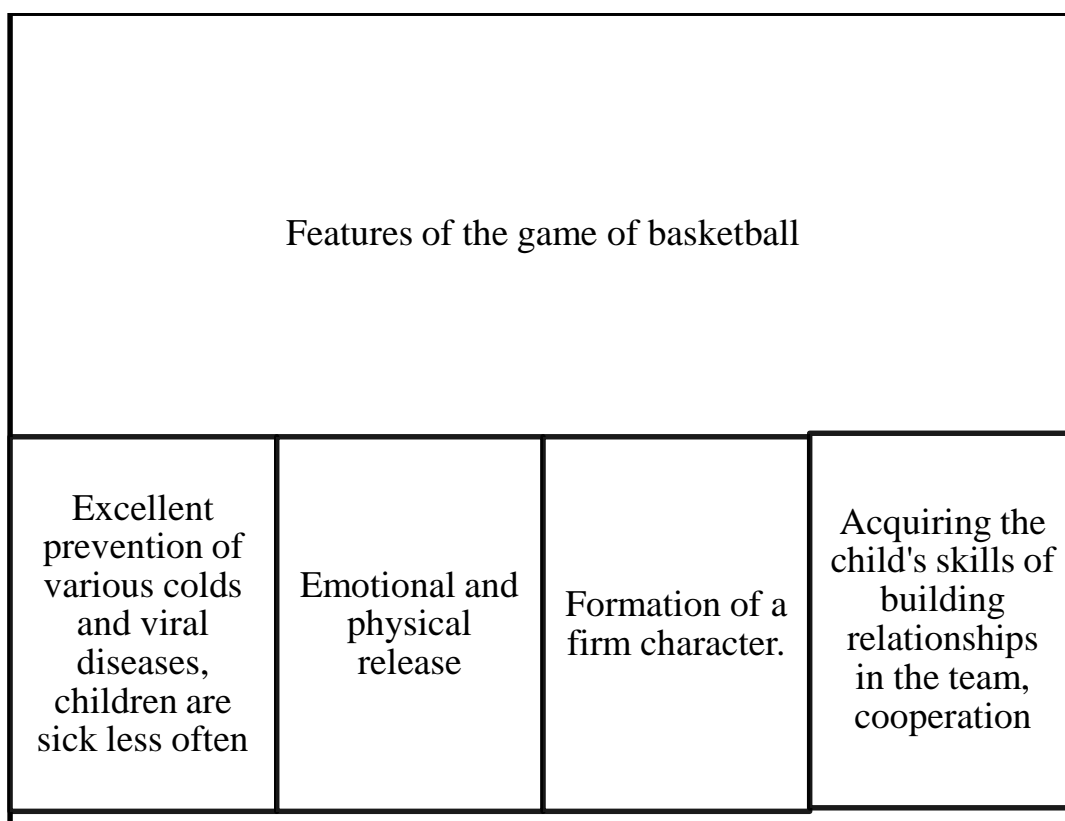 Features of the game of basketball
Excellent
prevention of
various colds
and viral
diseases,
children are
sick less often
Emotional and
physical
release
Formation of a
firm character.
Acquiring the
child's skills of
building
relationships
in the team,
cooperation